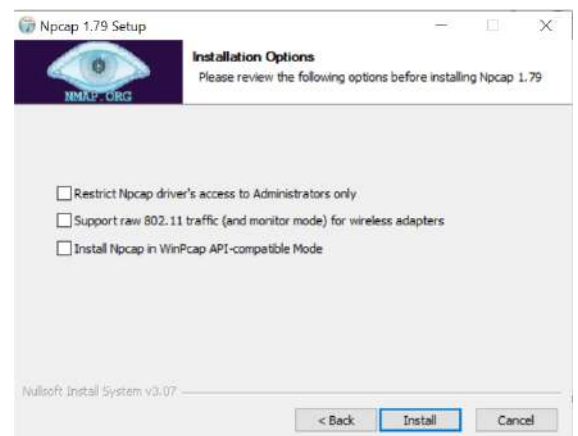 Npcap 1.79 Setup
Installation Options
Please review the following options before installing Npcap 1.79
NMAP.ORG
Restrict Npcap driver's access to Administrators only
Support raw 802.11 traffic (and monitor mode) for wireless adapters
Install Npcap in WinPcap API-compatible Mode
Nullsoft Install System v3.07
< Back Install Cancel